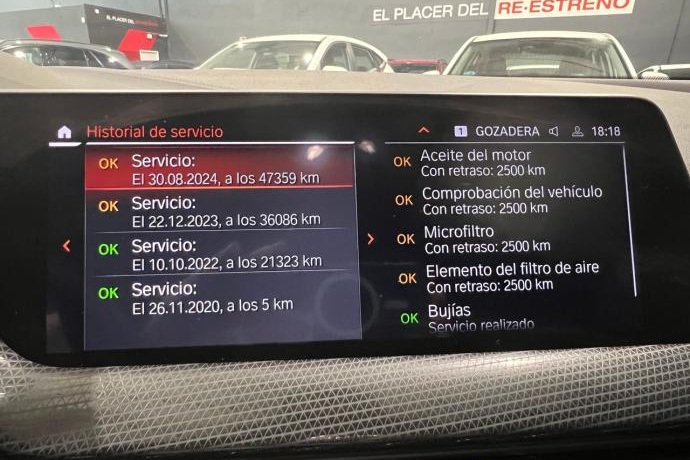 EL PLACER DEL RE-ESTRENO
Historial de servicio
1 GOZADERA 18:18
OK Servicio:
El 30.08.2024, a los 47359 km
OK Servicio:
El 22.12.2023, a los 36086 km
OK Servicio:
El 10.10.2022, a los 21323 km
OK Servicio:
El 26.11.2020, a los 5 km
OK Aceite del motor
Con retraso: 2500 km
OK Comprobación del vehículo
Con retraso: 2500 km
OK Microfiltro
Con retraso: 2500 km
OK Elemento del filtro de aire
Con retraso: 2500 km
OK Bujías
Servicio realizado